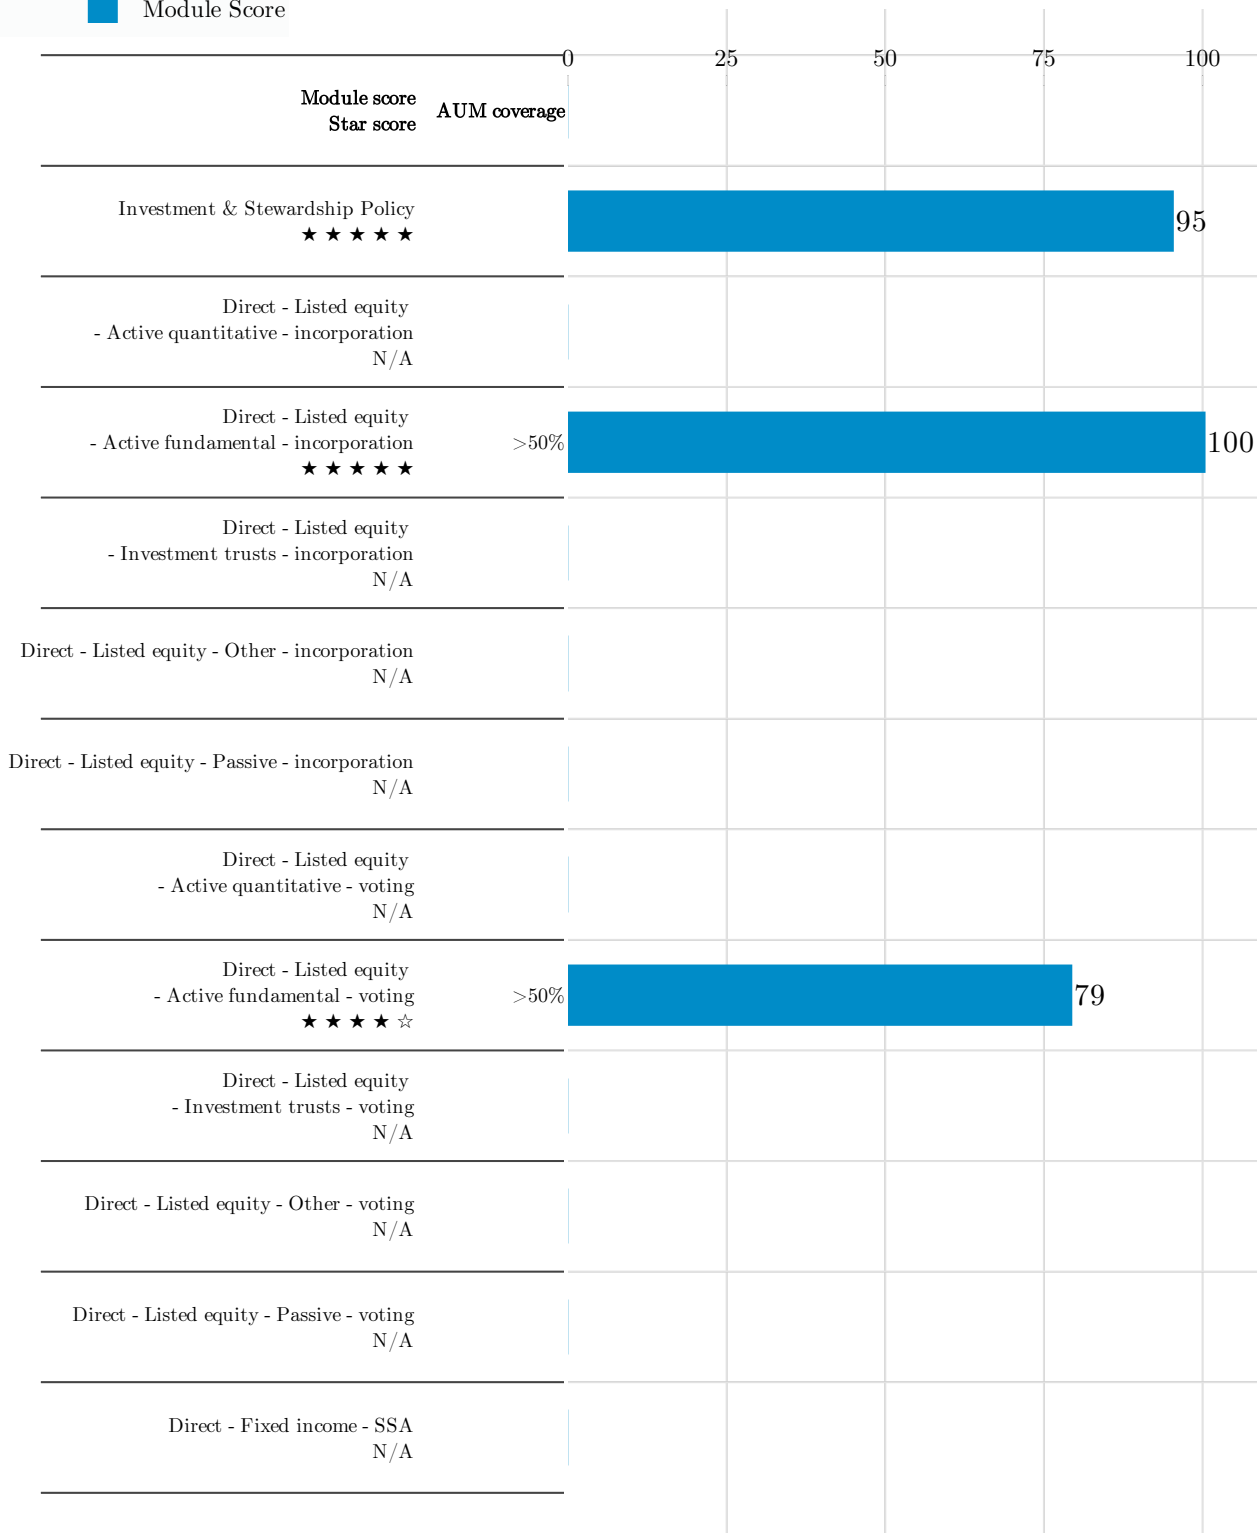 Module Score
0 25 50 75 100
Module score
Star score
AUM coverage
Investment & Stewardship Policy
★ ★ ★ ★ ★
95
Direct - Listed equity
- Active quantitative - incorporation
N/A
Direct - Listed equity
- Active fundamental - incorporation
★ ★ ★ ★ ★
>50%
100
Direct - Listed equity
- Investment trusts - incorporation
N/A
Direct - Listed equity - Other - incorporation
N/A
Direct - Listed equity - Passive - incorporation
N/A
Direct - Listed equity
- Active quantitative - voting
N/A
Direct - Listed equity
- Active fundamental - voting
★ ★ ★ ★ ☆
>50%
79
Direct - Listed equity
- Investment trusts - voting
N/A
Direct - Listed equity - Other - voting
N/A
Direct - Listed equity - Passive - voting
N/A
Direct - Fixed income - SSA
N/A